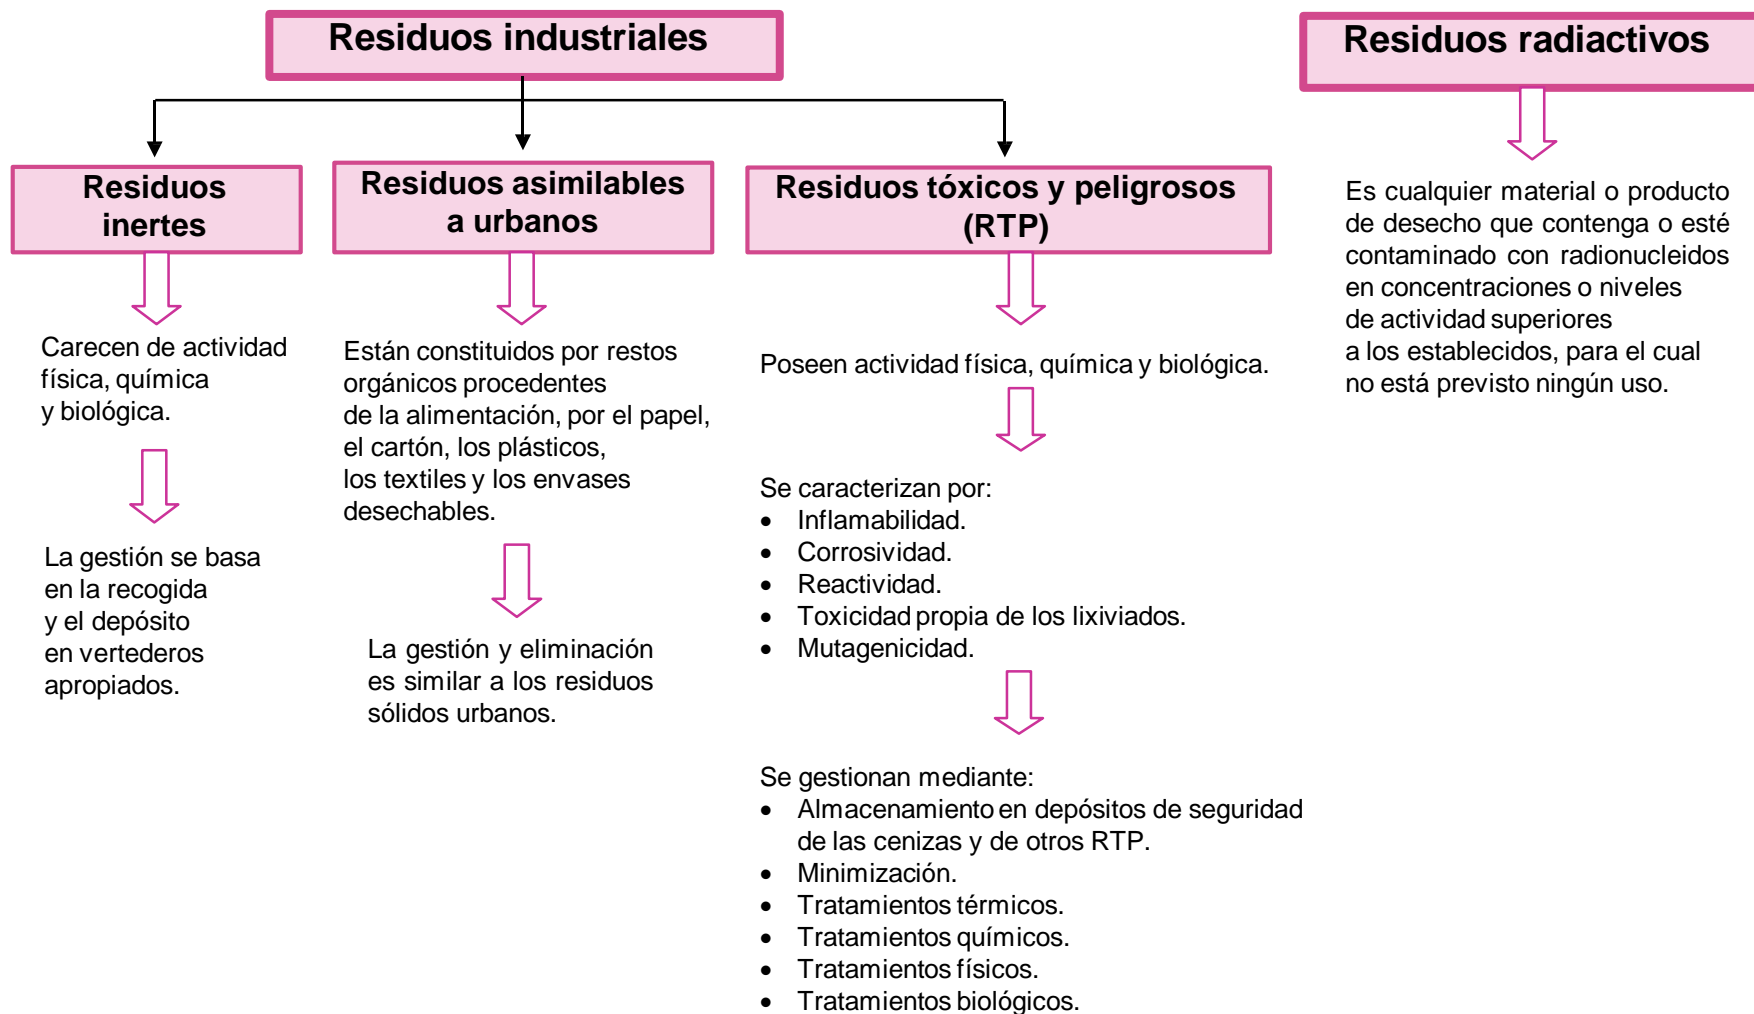 Residuos industriales
Residuos radiactivos
Residuos
inertes
Carecen de actividad
física, química
y biológica.
La gestión se basa
en la recogida
y el depósito
en vertederos
apropiados.
Residuos asimilables
a urbanos
Están constituidos por restos
orgánicos procedentes
de la alimentación, por el papel,
el cartón, los plásticos,
los textiles y los envases
desechables.
La gestión y eliminación
es similar a los residuos
sólidos urbanos.
Residuos tóxicos y peligrosos
(RTP)
Poseen actividad física, química y biológica.
Se caracterizan por:
• Inflamabilidad.
• Corrosividad.
• Reactividad.
• Toxicidad propia de los lixiviados.
• Mutagenicidad.
Se gestionan mediante:
• Almacenamiento en depósitos de seguridad
de las cenizas y de otros RTP.
• Minimización.
• Tratamientos térmicos.
• Tratamientos químicos.
• Tratamientos físicos.
• Tratamientos biológicos.
Es cualquier material o producto
de desecho que contenga o esté
contaminado con radionucleidos
en concentraciones o niveles
de actividad superiores
a los establecidos, para el cual
no está previsto ningún uso.